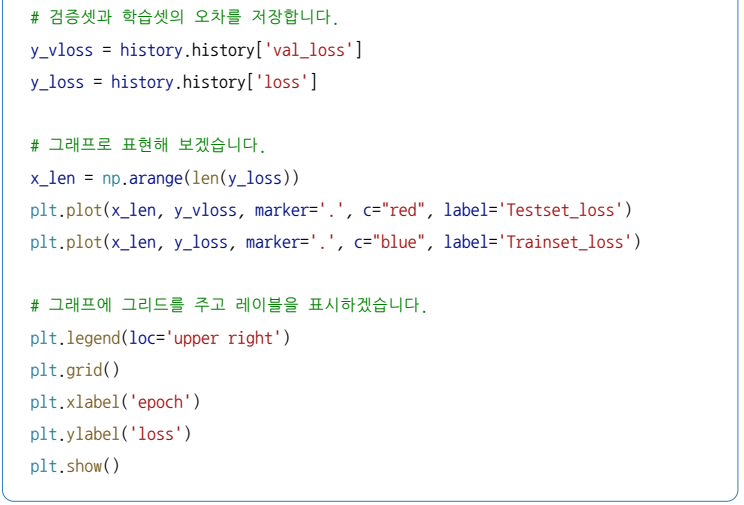 # 검증셋과 학습셋의 오차를 저장합니다.
y_vloss = history.history['val_loss']
y_loss = history.history['loss']
# 그래프로 표현해 보겠습니다.
x_len = np.arange(len(y_loss))
plt.plot(x_len, y_vloss, marker='.', c="red", label='Testset_loss')
plt.plot(x_len, y_loss, marker='.', c="blue", label='Trainset_loss')
# 그래프에 그리드를 주고 레이블을 표시하겠습니다.
plt.legend(loc='upper right')
plt.grid()
plt.xlabel('epoch')
plt.ylabel('loss')
plt.show()